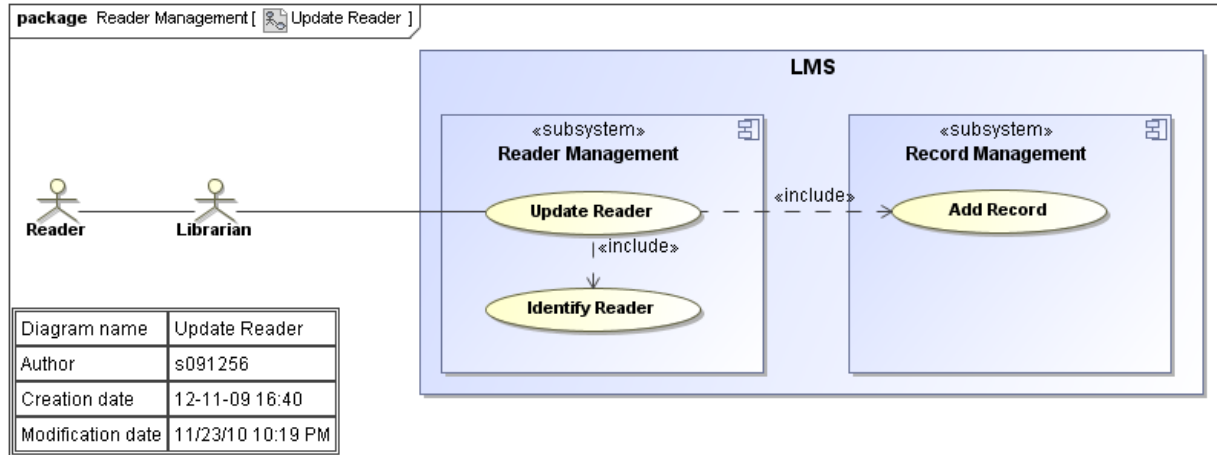 package Reader Management [ Update Reader ]
LMS
«subsystem»
Reader Management
«subsystem»
Record Management
Reader
Librarian
Update Reader
«include»
Add Record
«include»
Identify Reader
Diagram name Update Reader
Author s091256
Creation date 12-11-09 16:40
Modification date 11/23/10 10:19 PM